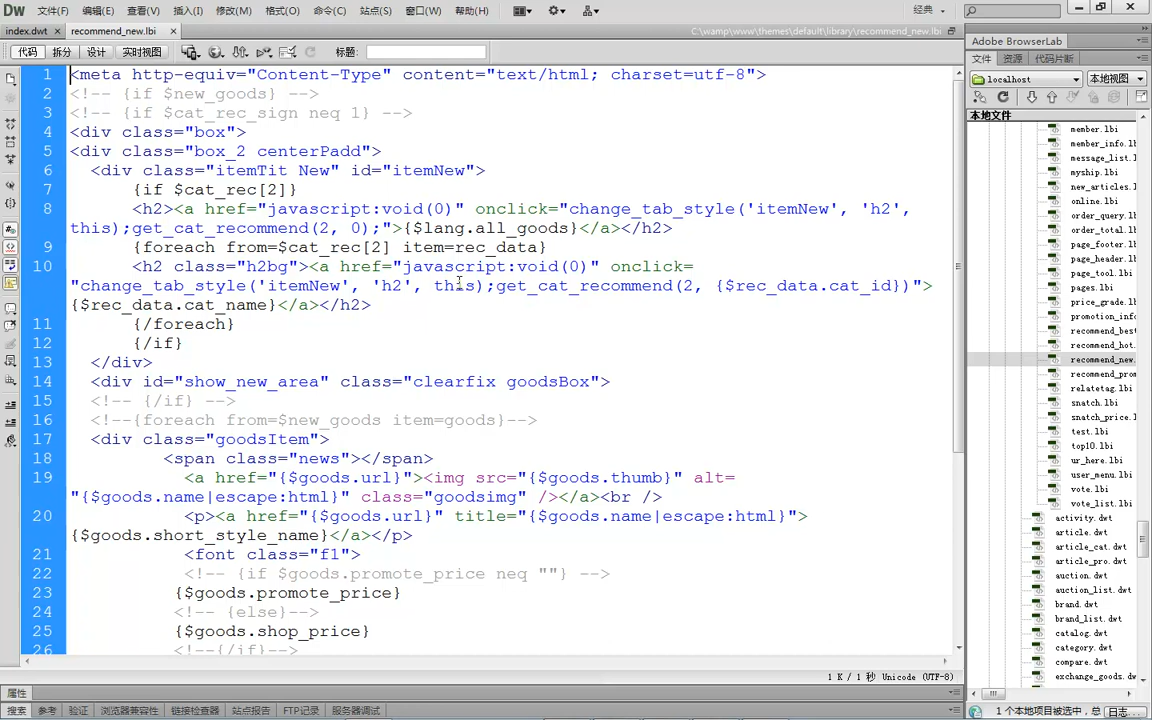 Dw 文件(F) 编辑(E) 查看(V) 插入(I) 修改(M) 格式(O) 命令(C) 站点(S) 窗口(W) 帮助(H) 经典
index.dwt recommend_new.lbi C:\wamp\www\themes\default\library\recommend_new.lbi
代码 拆分 设计 实时视图 标题:
1 <meta http-equiv="Content-Type" content="text/html; charset=utf-8">
2 <!-- {if $new_goods} -->
3 <!-- {if $cat_rec_sign neq 1} -->
4 <div class="box">
5 <div class="box_2 centerPadd">
6 <div class="itemTit New" id="itemNew">
7 {if $cat_rec[2]}
8 <h2><a href="javascript:void(0)" onclick="change_tab_style('itemNew', 'h2',
this);get_cat_recommend(2, 0);">{$lang.all_goods}</a></h2>
9 {foreach from=$cat_rec[2] item=rec_data}
10 <h2 class="h2bg"><a href="javascript:void(0)" onclick=
"change_tab_style('itemNew', 'h2', this);get_cat_recommend(2, {$rec_data.cat_id})">
{$rec_data.cat_name}</a></h2>
11 {/foreach}
12 {/if}
13 </div>
14 <div id="show_new_area" class="clearfix goodsBox">
15 <!-- {/if} -->
16 <!--{foreach from=$new_goods item=goods}-->
17 <div class="goodsItem">
18 <span class="news"></span>
19 <a href="{$goods.url}"><img src="{$goods.thumb}" alt=
"{$goods.name|escape:html}" class="goodsimg" /></a><br />
20 <p><a href="{$goods.url}" title="{$goods.name|escape:html}">
{$goods.short_style_name}</a></p>
21 <font class="f1">
22 <!-- {if $goods.promote_price neq ""} -->
23 {$goods.promote_price}
24 <!-- {else}-->
25 {$goods.shop_price}
26 <!--{/if}-->
1 K / 1 秒 Unicode (UTF-8)
属性
搜索 参考 验证 浏览器兼容性 链接检查器 站点报告 FTP记录 服务器调试
Adobe BrowserLab
文件 资源 代码片断
localhost 本地视图
本地文件
member.lbi
member_info.lb
message_list.l
myship.lbi
new_articles.l
online.lbi
order_query.lb
order_total.lb
page_footer.lb
page_header.lb
page_tool.lbi
pages.lbi
price_grade.lb
promotion_info
recommend_best
recommend_hot.
recommend_new.
recommend_prom
relatetag.lbi
snatch.lbi
snatch_price.l
test.lbi
top10.lbi
ur_here.lbi
user_menu.lbi
vote.lbi
vote_list.lbi
activity.dwt
article.dwt
article_cat.dwt
article_pro.dwt
auction.dwt
auction_list.dwt
brand.dwt
brand_list.dwt
catalog.dwt
category.dwt
compare.dwt
exchange_goods.dw
1 个本地项目被选中，总 日志...